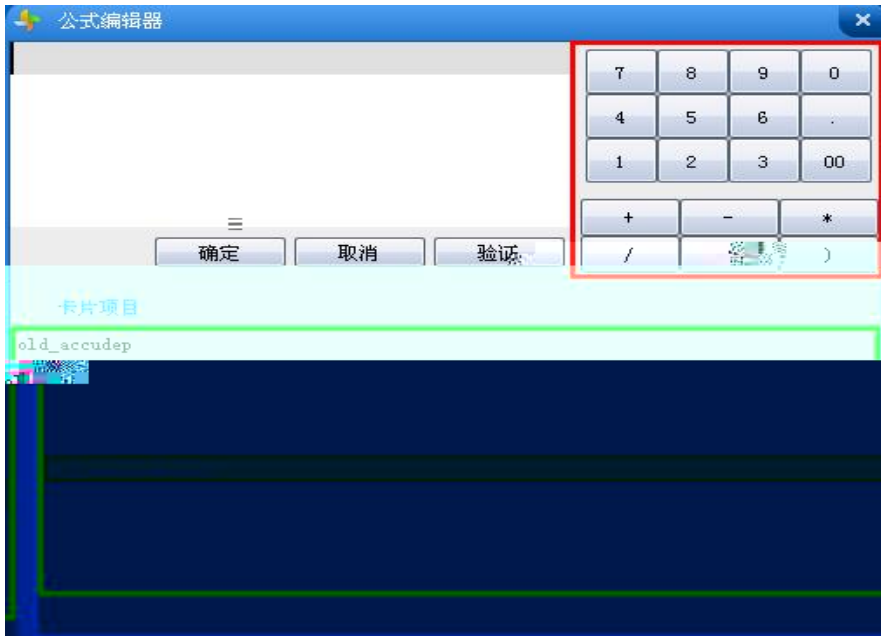 公式编辑器
7 8 9 0
4 5 6 .
1 2 3 00
+ - *
确定 取消 验证
/ )
卡片项目
old_accudep